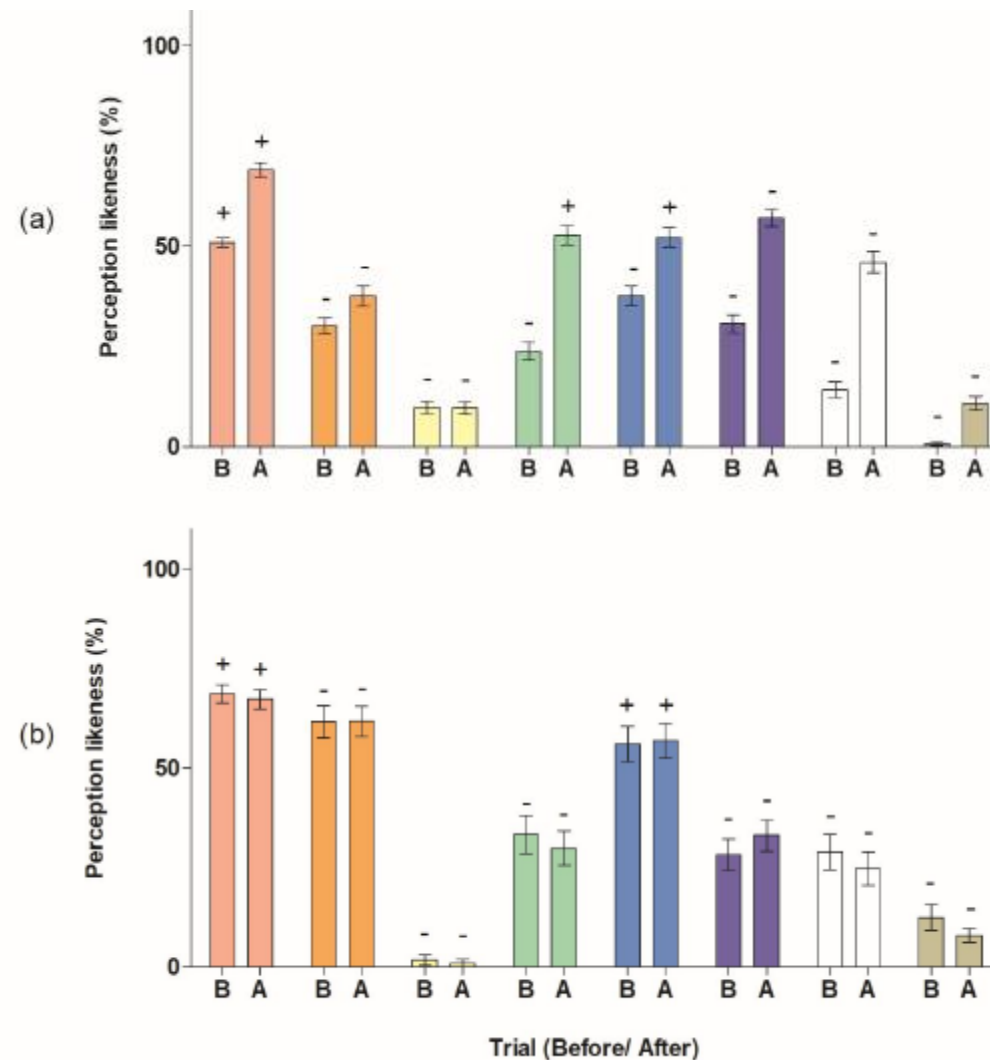 (a)
Perception likeness (%)
100
50
0
+ + - - - - - + - + - - - - - -
B A B A B A B A B A B A B A B A
(b)
Perception likeness (%)
100
50
0
+ + - - - - - - + + - - - - - -
B A B A B A B A B A B A B A B A
Trial (Before/ After)